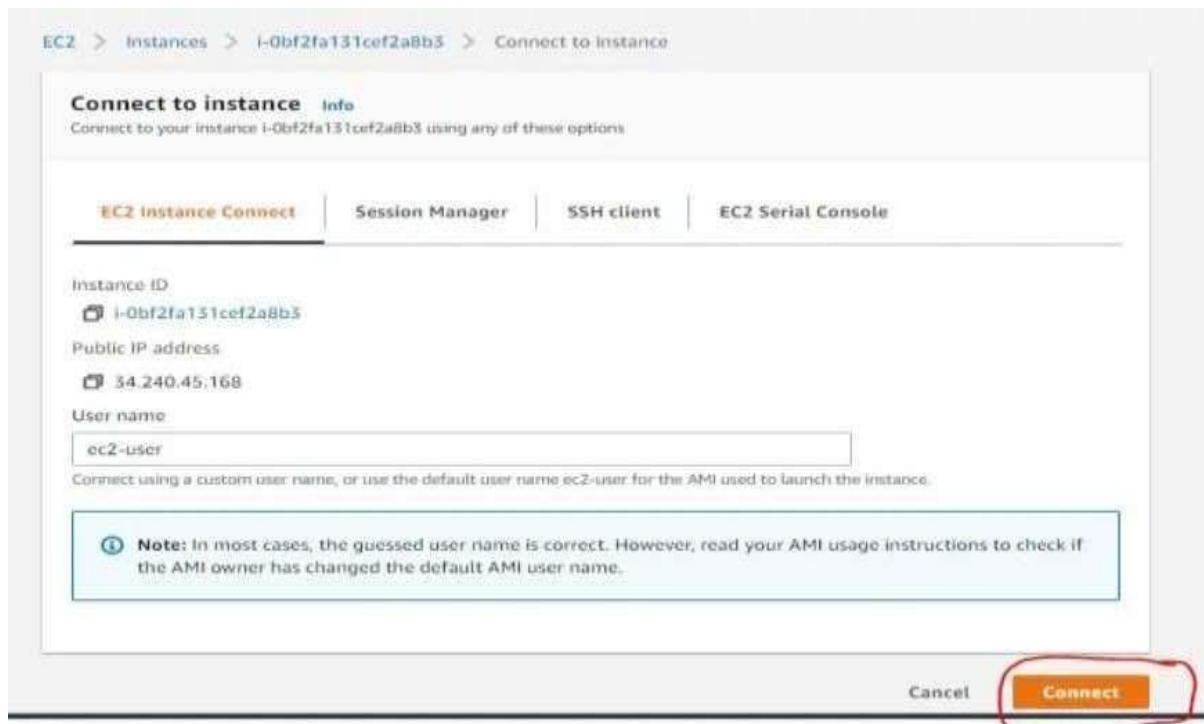 EC2 > Instances > i-0bf2fa131cef2a8b3 > Connect to instance
Connect to instance Info
Connect to your instance i-0bf2fa131cef2a8b3 using any of these options
EC2 Instance Connect
Session Manager
SSH client
EC2 Serial Console
Instance ID
i-0bf2fa131cef2a8b3
Public IP address
34.240.45.168
User name
ec2-user
Connect using a custom user name, or use the default user name ec2-user for the AMI used to launch the instance.
Note: In most cases, the guessed user name is correct. However, read your AMI usage instructions to check if
the AMI owner has changed the default AMI user name.
Cancel
Connect